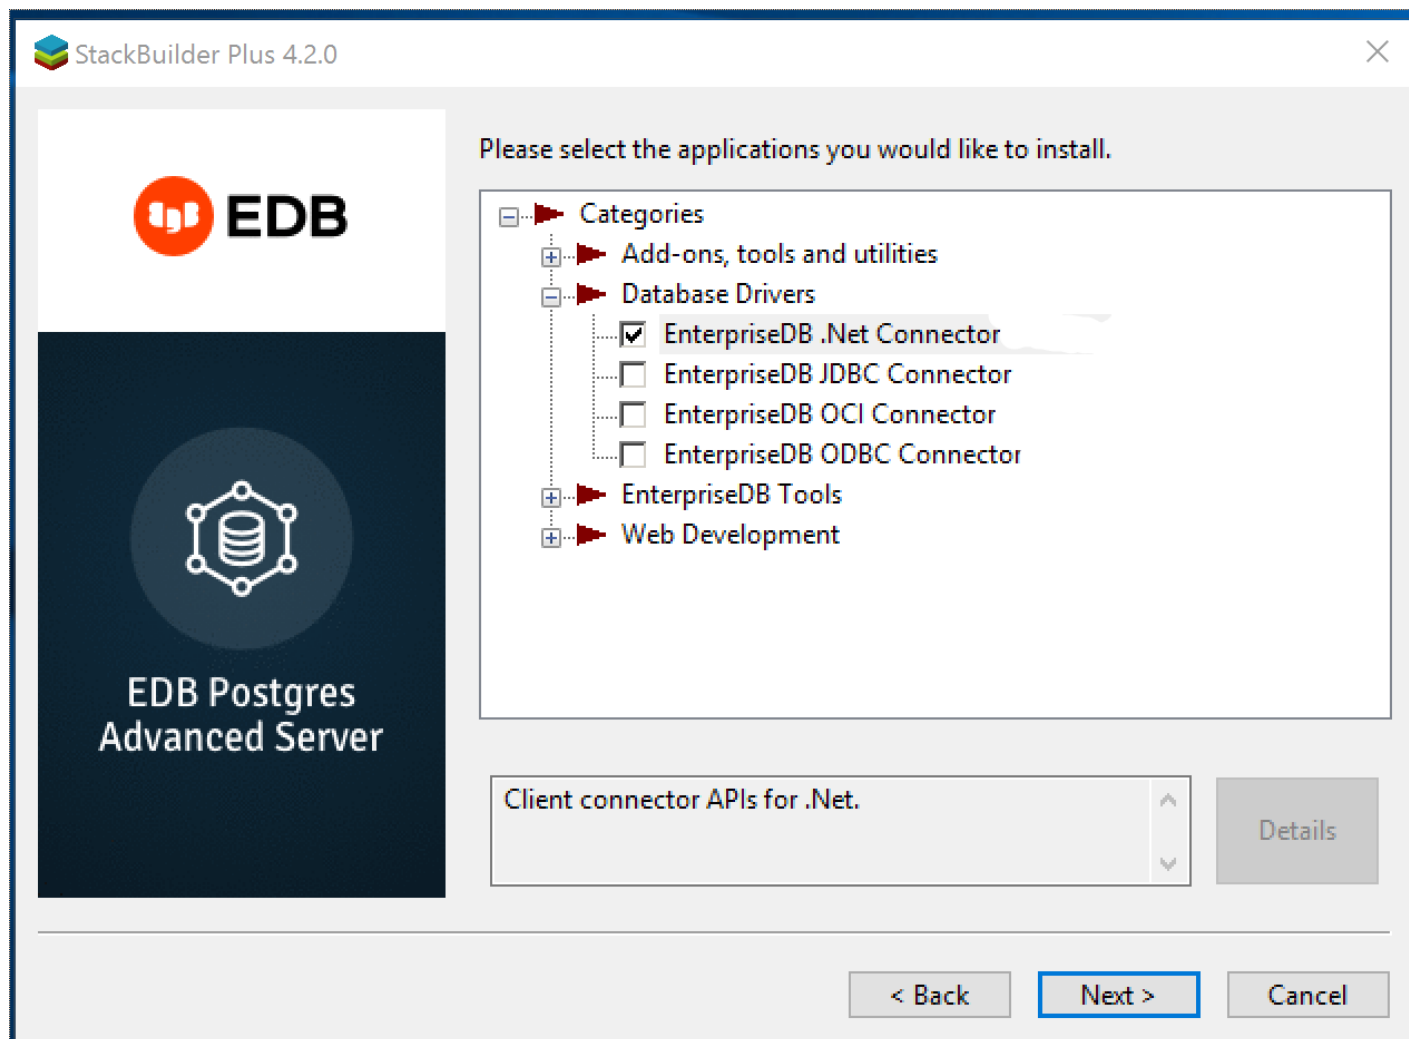 StackBuilder Plus 4.2.0
EDB
EDB Postgres
Advanced Server
Please select the applications you would like to install.
Categories
Add-ons, tools and utilities
Database Drivers
EnterpriseDB .Net Connector
EnterpriseDB JDBC Connector
EnterpriseDB OCI Connector
EnterpriseDB ODBC Connector
EnterpriseDB Tools
Web Development
Client connector APIs for .Net.
Details
< Back
Next >
Cancel